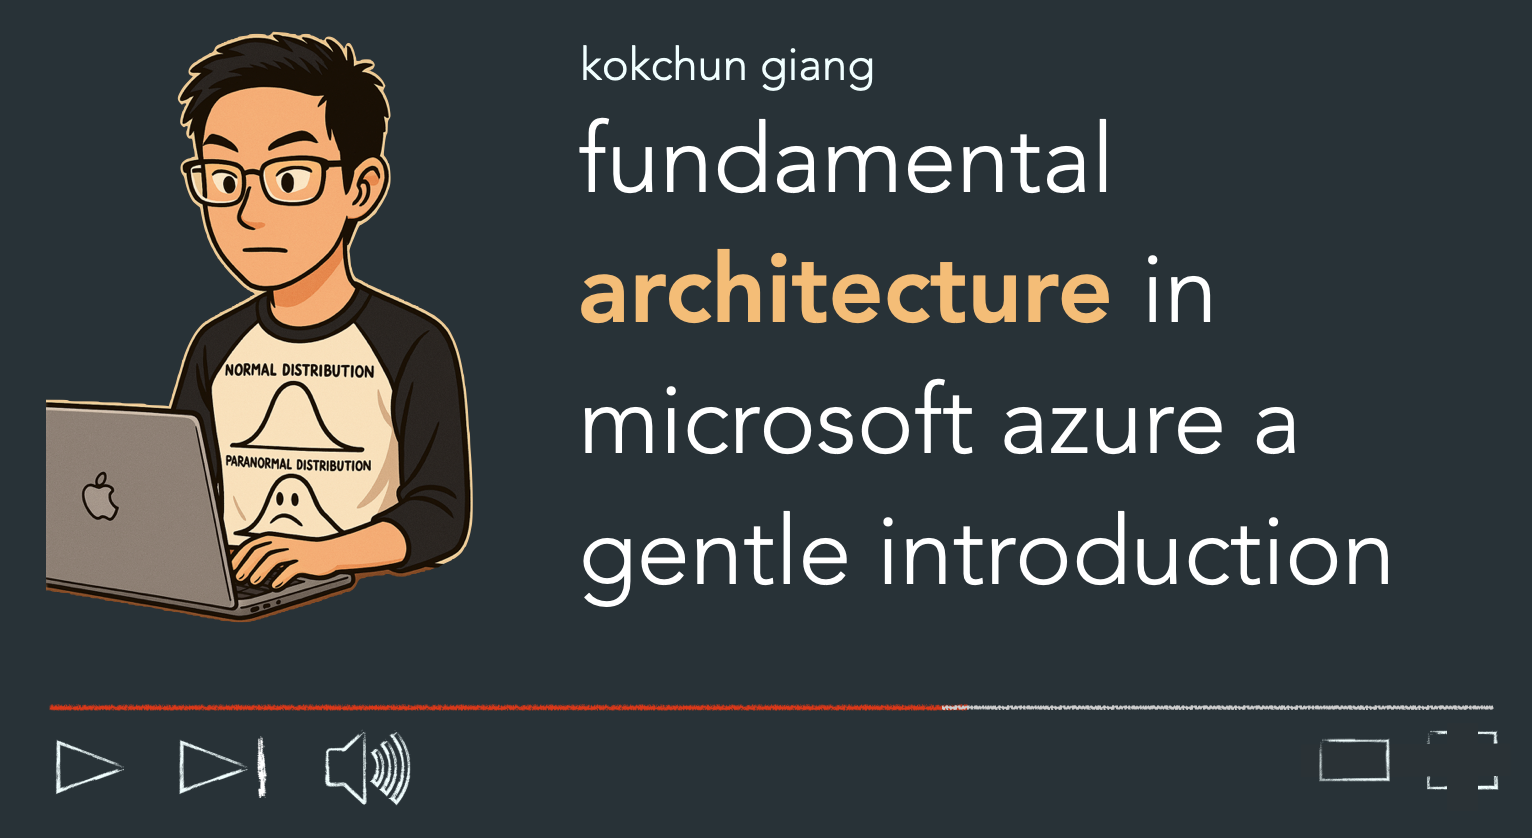 kokchun giang
fundamental
architecture in
microsoft azure a
gentle introduction
NORMAL DISTRIBUTION
PARANORMAL DISTRIBUTION